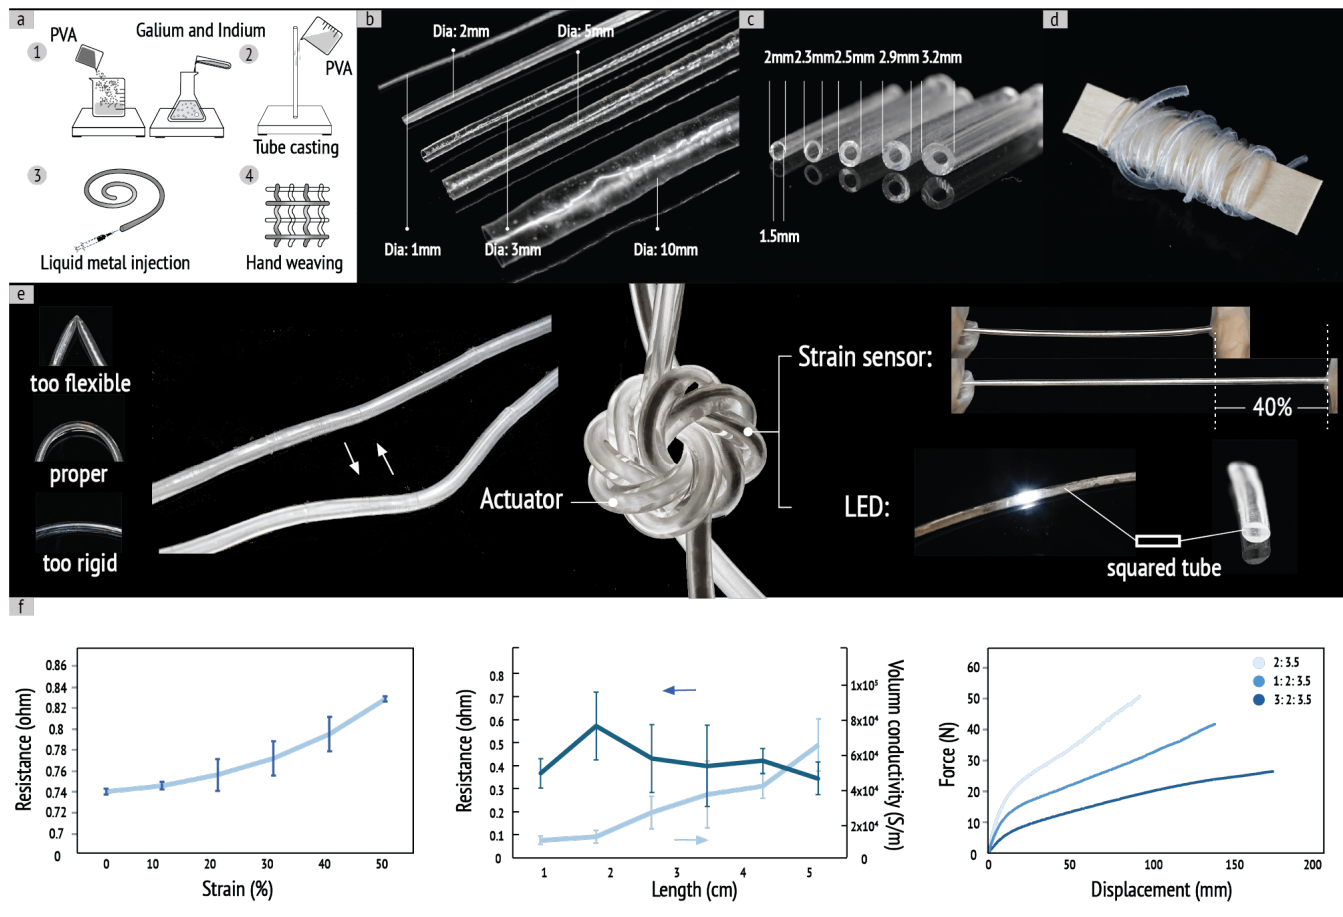 a
1
PVA
Galium and Indium
2
PVA
Tube casting
3
Liquid metal injection
4
Hand weaving
b
Dia: 2mm
Dia: 5mm
Dia: 1mm
Dia: 3mm
Dia: 10mm
c
2mm 2.3mm 2.5mm 2.9mm 3.2mm
1.5mm
d
e
too flexible
proper
too rigid
Actuator
Strain sensor:
40%
LED:
squared tube
f
Resistance (ohm)
0.86
0.84
0.82
0.8
0.78
0.76
0.74
0.72
0.7
0
0 10 20 30 40 50
Strain (%)
Resistance (ohm)
0.8
0.7
0.6
0.5
0.4
0.3
0.2
0.1
0
1 2 3 4 5
Length (cm)
1x10⁵
8x10⁴
6x10⁴
4x10⁴
2x10⁴
0
Volumn conductivity (S/m)
Force (N)
60
50
40
30
20
10
0
0 50 100 150 200
Displacement (mm)
2: 3.5
1: 2: 3.5
3: 2: 3.5